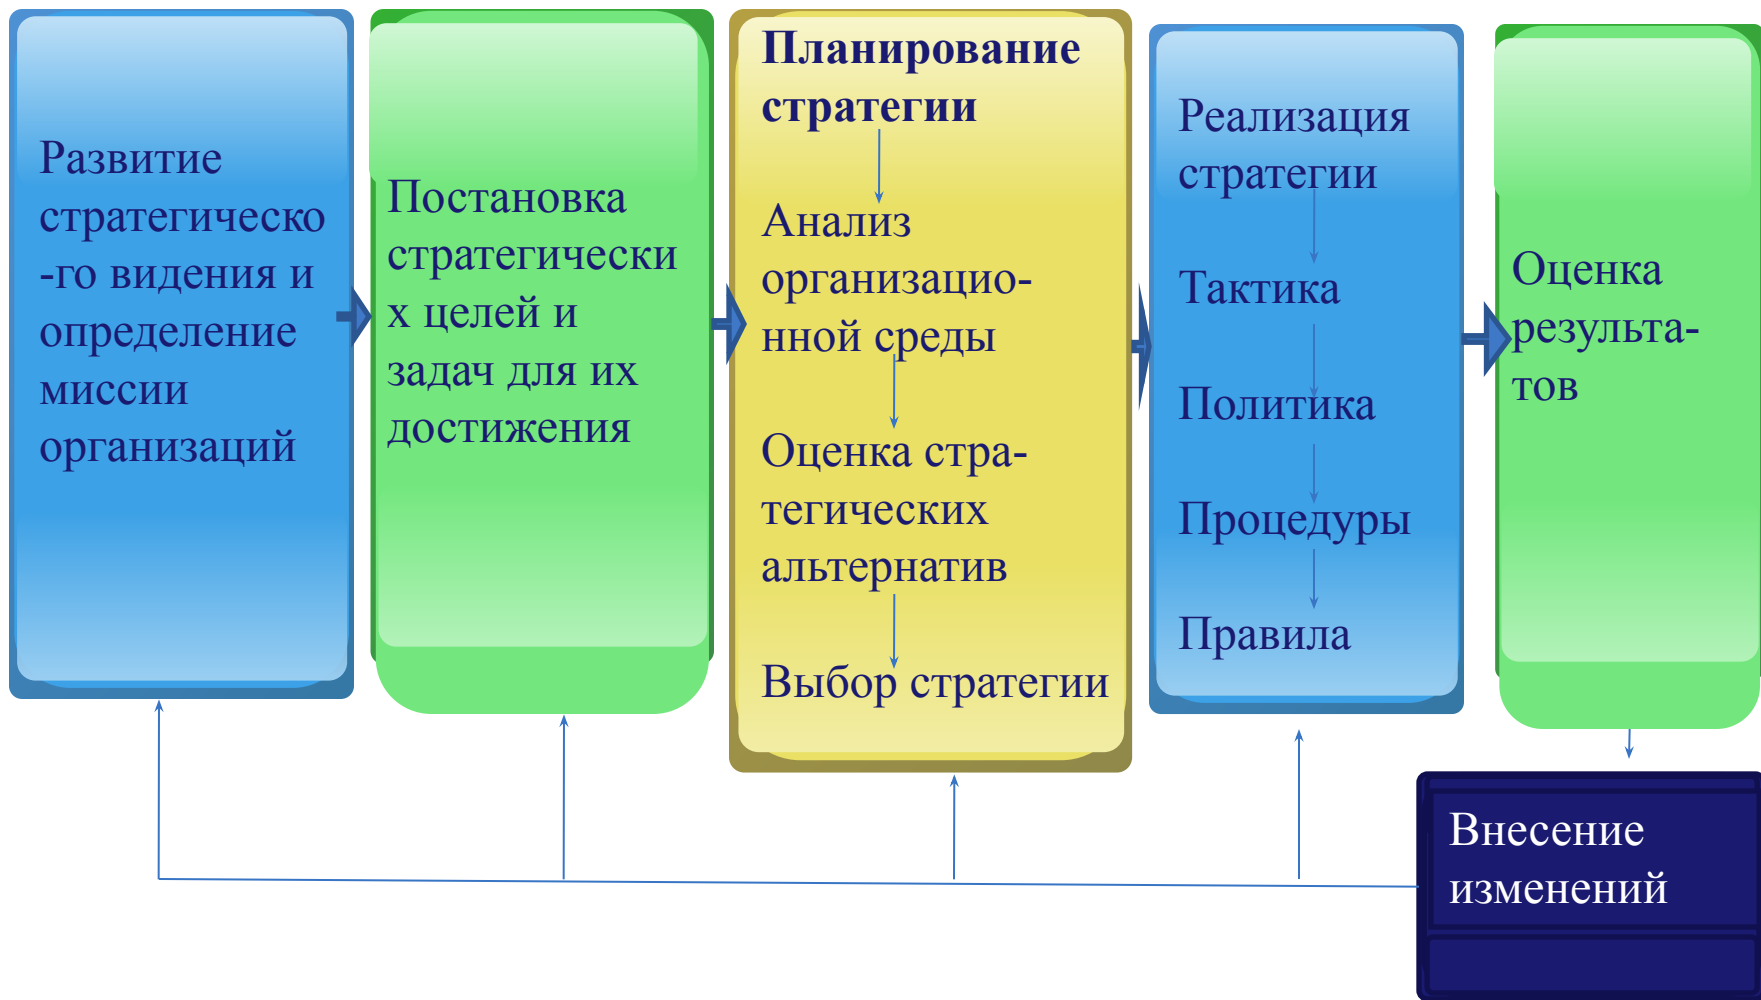 Развитие
стратегическо
-го видения и
определение
миссии
организаций
Постановка
стратегически
х целей и
задач для их
достижения
Планирование
стратегии
Анализ
организацио-
нной среды
Оценка стра-
тегических
альтернатив
Выбор стратегии
Реализация
стратегии
Тактика
Политика
Процедуры
Правила
Оценка
результа-
тов
Внесение
изменений